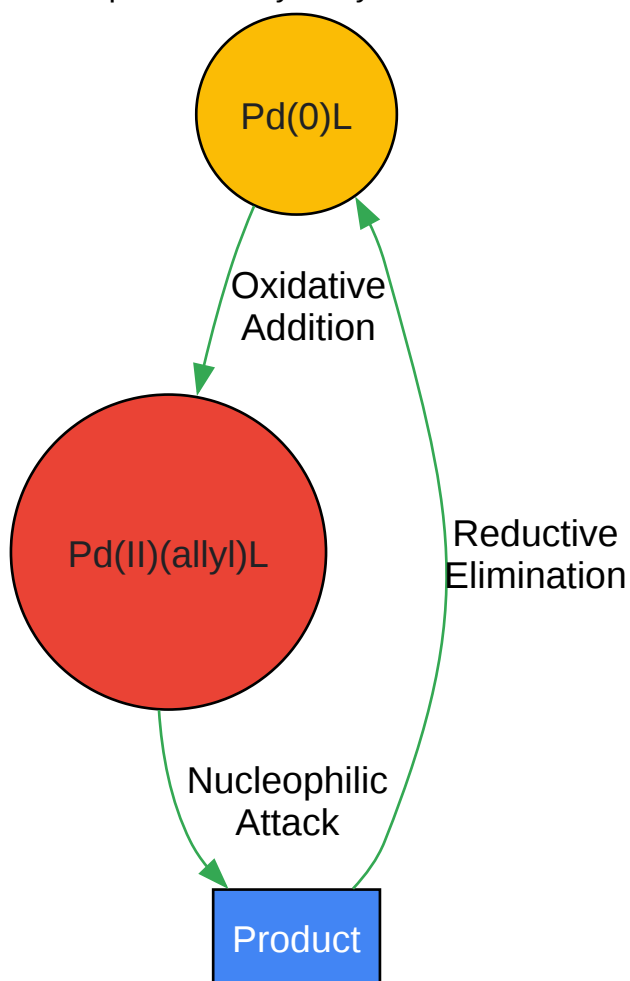 Pd(0)L
Oxidative
Addition
Pd(II)(allyl)L
Reductive
Elimination
Nucleophilic
Attack
Product